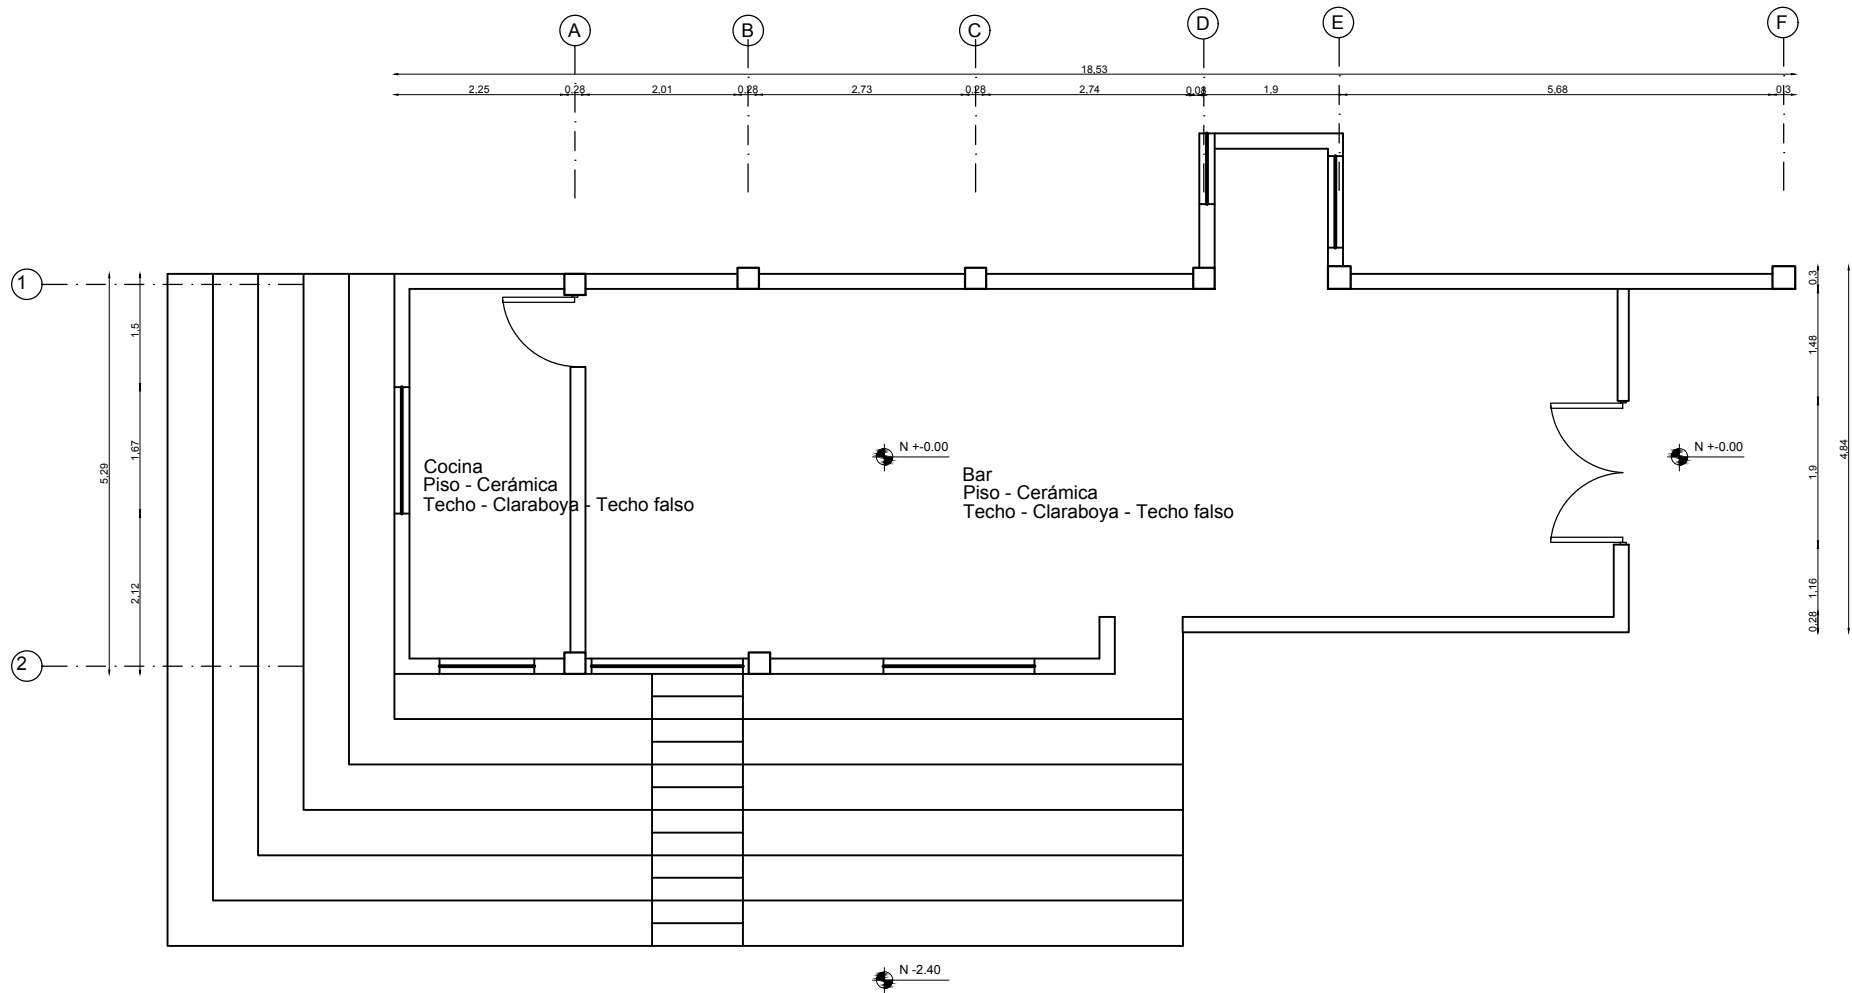 A
B
C
D
E
F
18,53
2,25
0,28
2,01
0,28
2,73
0,28
2,74
0,08
1,9
5,68
0,3
1
2
5,29
1,5
1,67
2,12
0,3
1,48
1,9
1,16
0,28
4,84
N +-0.00
N +-0.00
Cocina
Piso - Cerámica
Techo - Claraboya - Techo falso
Bar
Piso - Cerámica
Techo - Claraboya - Techo falso
N -2.40